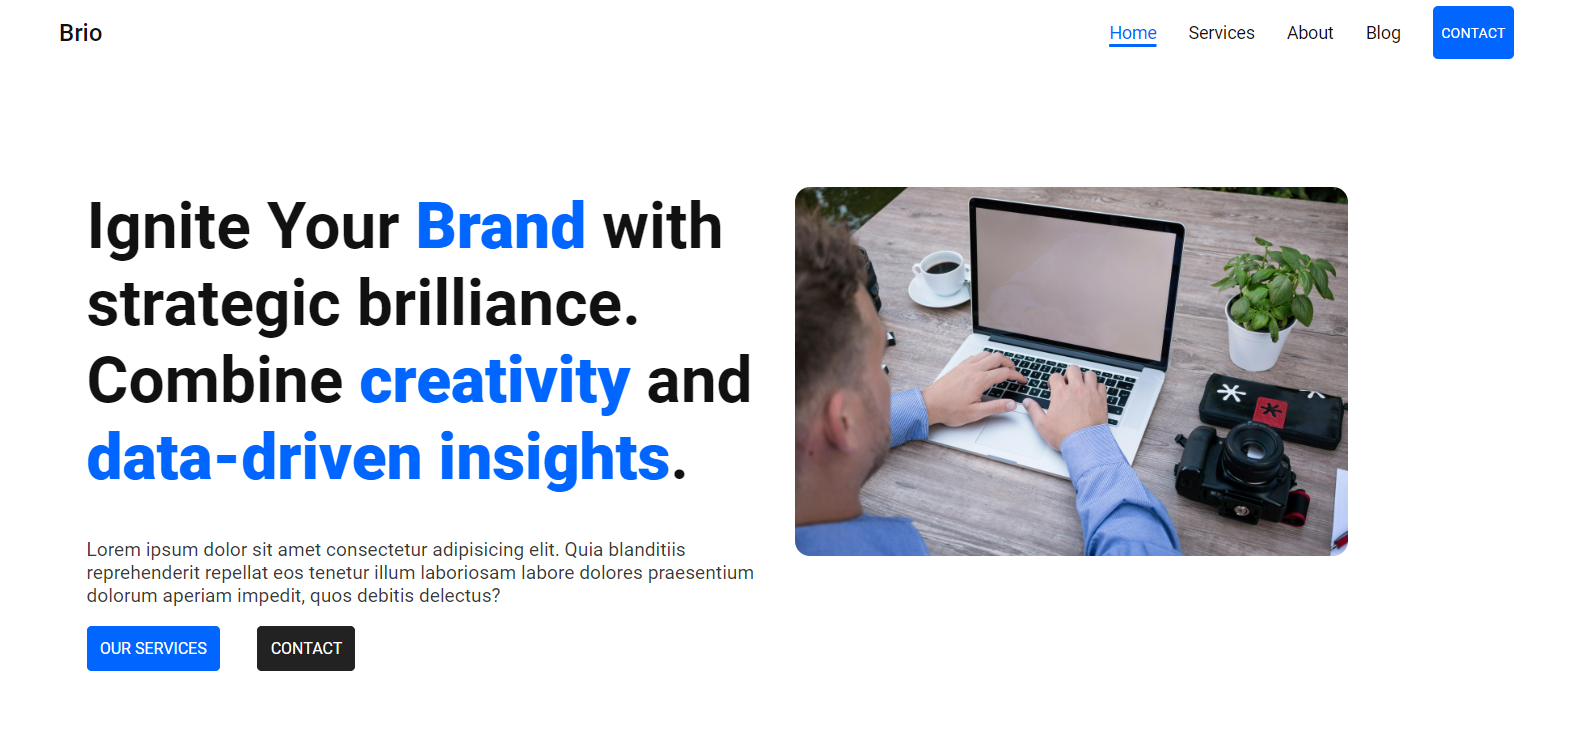 Brio
Home Services About Blog CONTACT
Ignite Your Brand with
strategic brilliance.
Combine creativity and
data-driven insights.
Lorem ipsum dolor sit amet consectetur adipisicing elit. Quia blanditiis
reprehenderit repellat eos tenetur illum laboriosam labore dolores praesentium
dolorum aperiam impedit, quos debitis delectus?
OUR SERVICES CONTACT